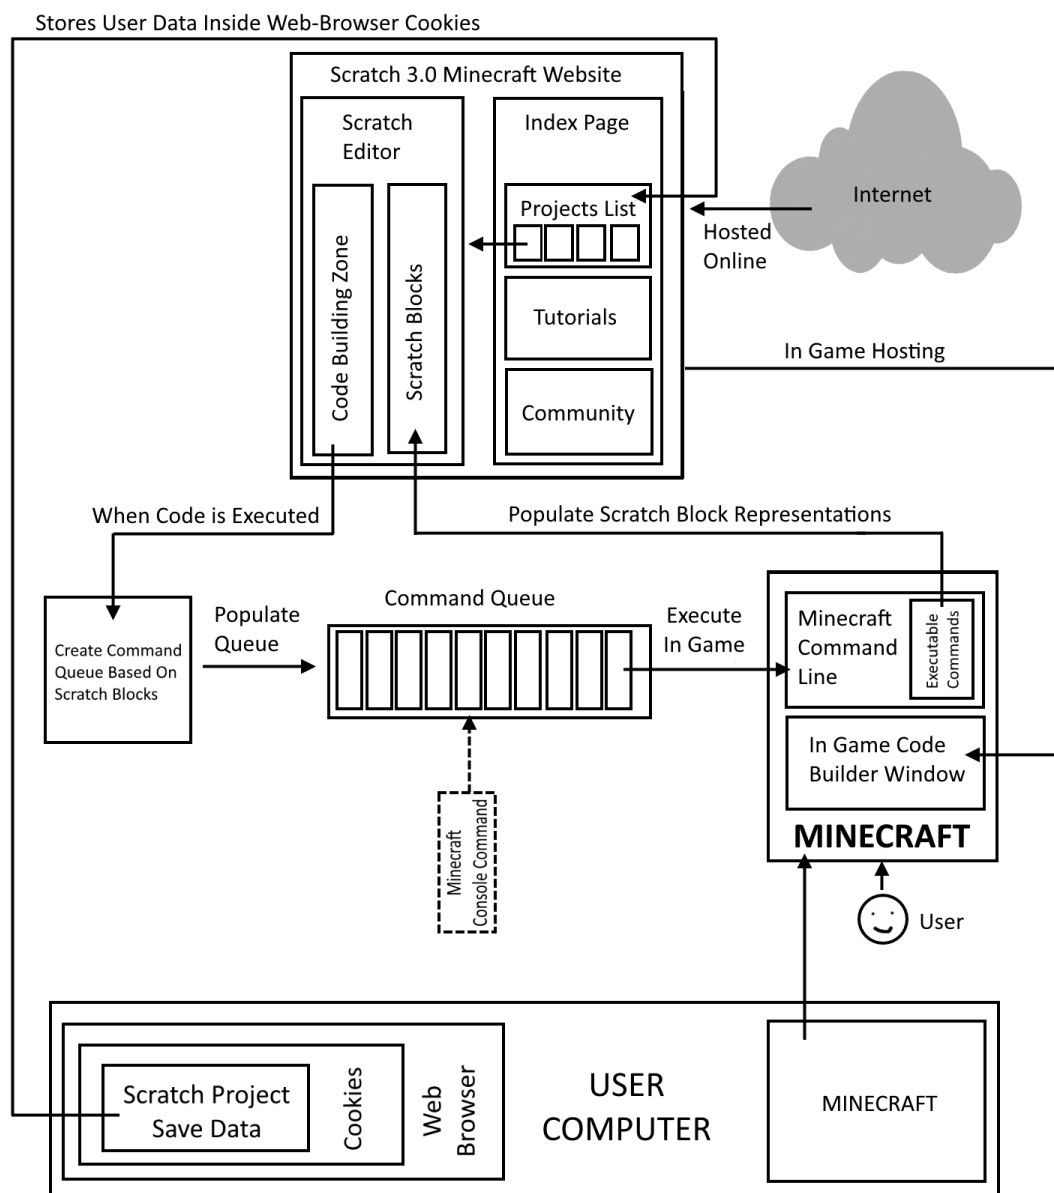 Stores User Data Inside Web-Browser Cookies
Scratch 3.0 Minecraft Website
Scratch
Editor
Index Page
Code Building Zone
Scratch Blocks
Projects List
Tutorials
Community
Internet
Hosted
Online
In Game Hosting
When Code is Executed
Populate Scratch Block Representations
Create Command
Queue Based On
Scratch Blocks
Populate
Queue
Command Queue
Execute
In Game
Minecraft
Command
Line
Executable
Commands
In Game Code
Builder Window
MINECRAFT
Minecraft
Console Command
User
Scratch Project
Save Data
Cookies
Web
Browser
USER
COMPUTER
MINECRAFT